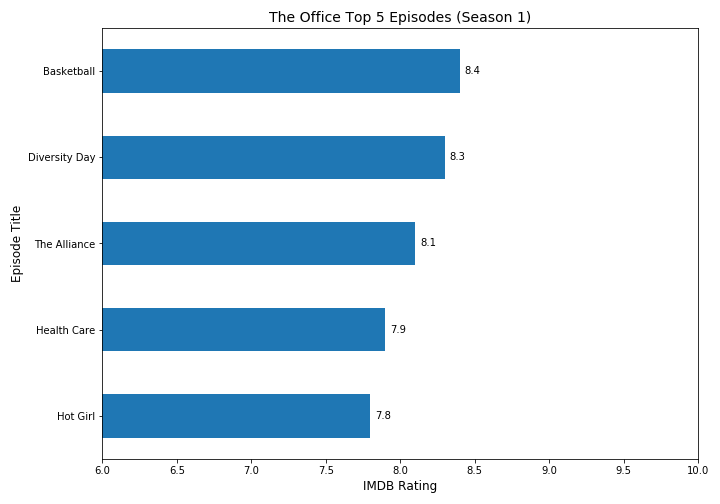 The Office Top 5 Episodes (Season 1)
Episode Title
Basketball 8.4
Diversity Day 8.3
The Alliance 8.1
Health Care 7.9
Hot Girl 7.8
6.0 6.5 7.0 7.5 8.0 8.5 9.0 9.5 10.0
IMDB Rating